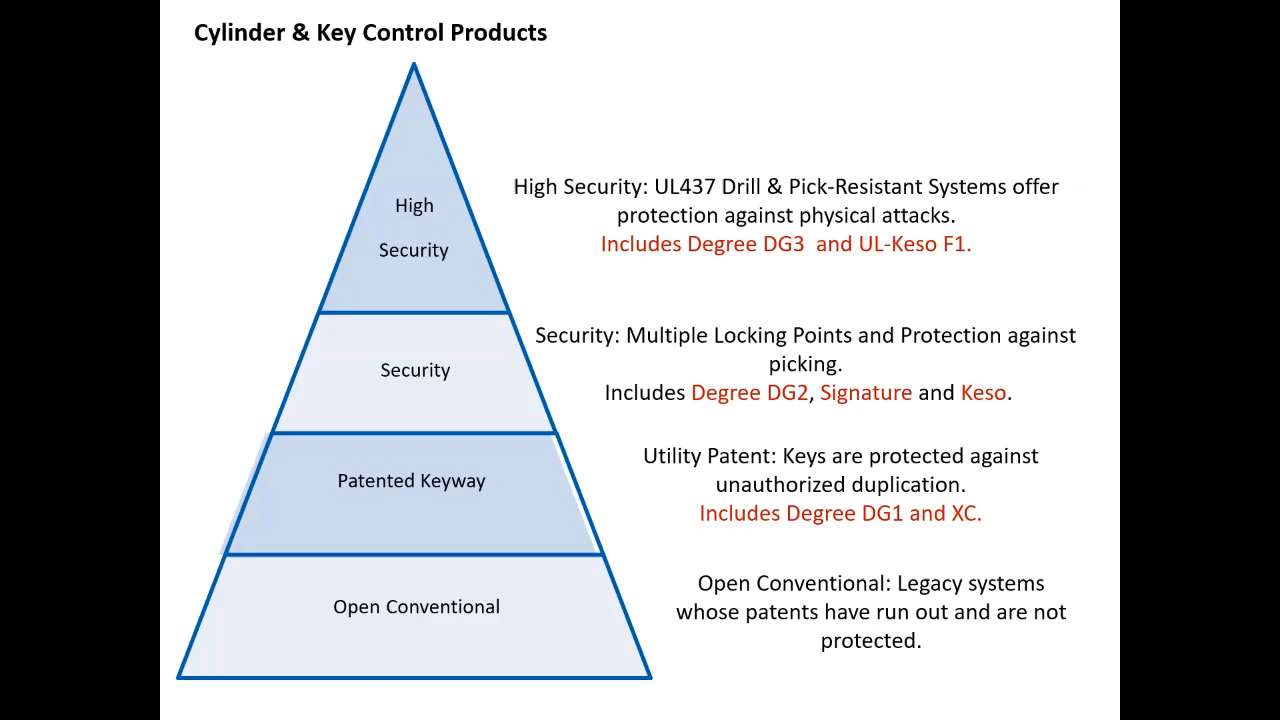 Cylinder & Key Control Products
High
Security
High Security: UL437 Drill & Pick-Resistant Systems offer
protection against physical attacks.
Includes Degree DG3  and UL-Keso F1.
Security
Security: Multiple Locking Points and Protection against
picking.
Includes Degree DG2, Signature and Keso.
Patented Keyway
Utility Patent: Keys are protected against
unauthorized duplication.
Includes Degree DG1 and XC.
Open Conventional
Open Conventional: Legacy systems
whose patents have run out and are not
protected.